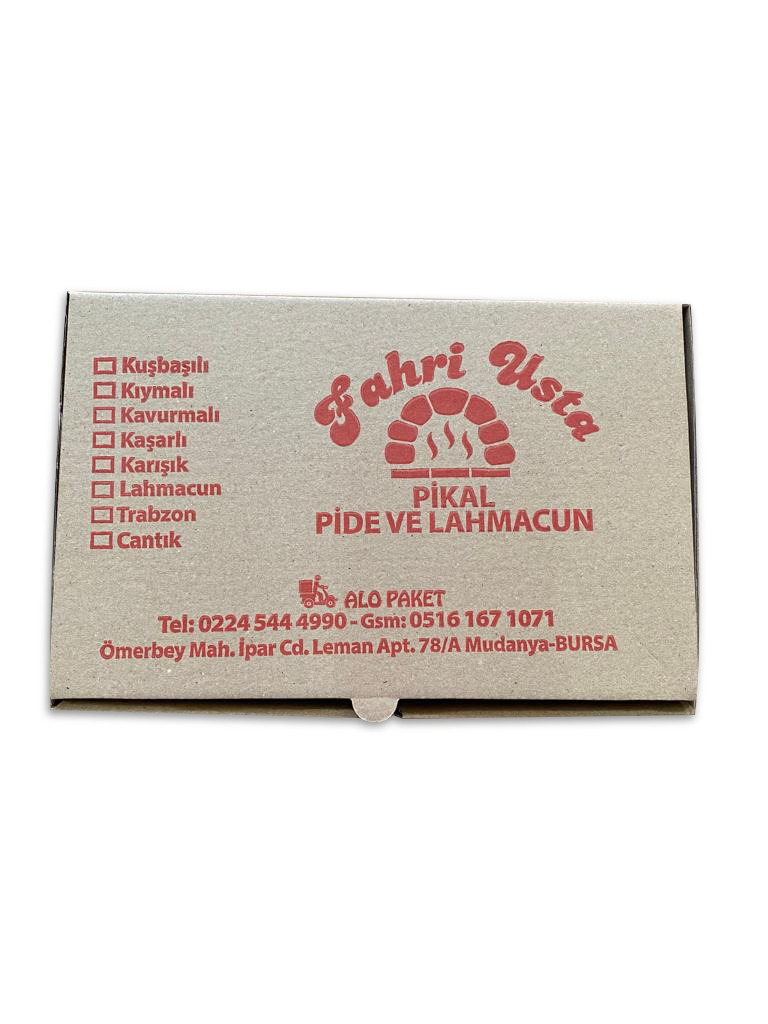 Kuşbaşılı
Kıymalı
Kavurmalı
Kaşarlı
Karışık
Lahmacun
Trabzon
Cantık
Fahri Usta
PİKAL
PİDE VE LAHMACUN
ALO PAKET
Tel: 0224 544 4990 - Gsm: 0516 167 1071
Ömerbey Mah. İpar Cd. Leman Apt. 78/A Mudanya-BURSA